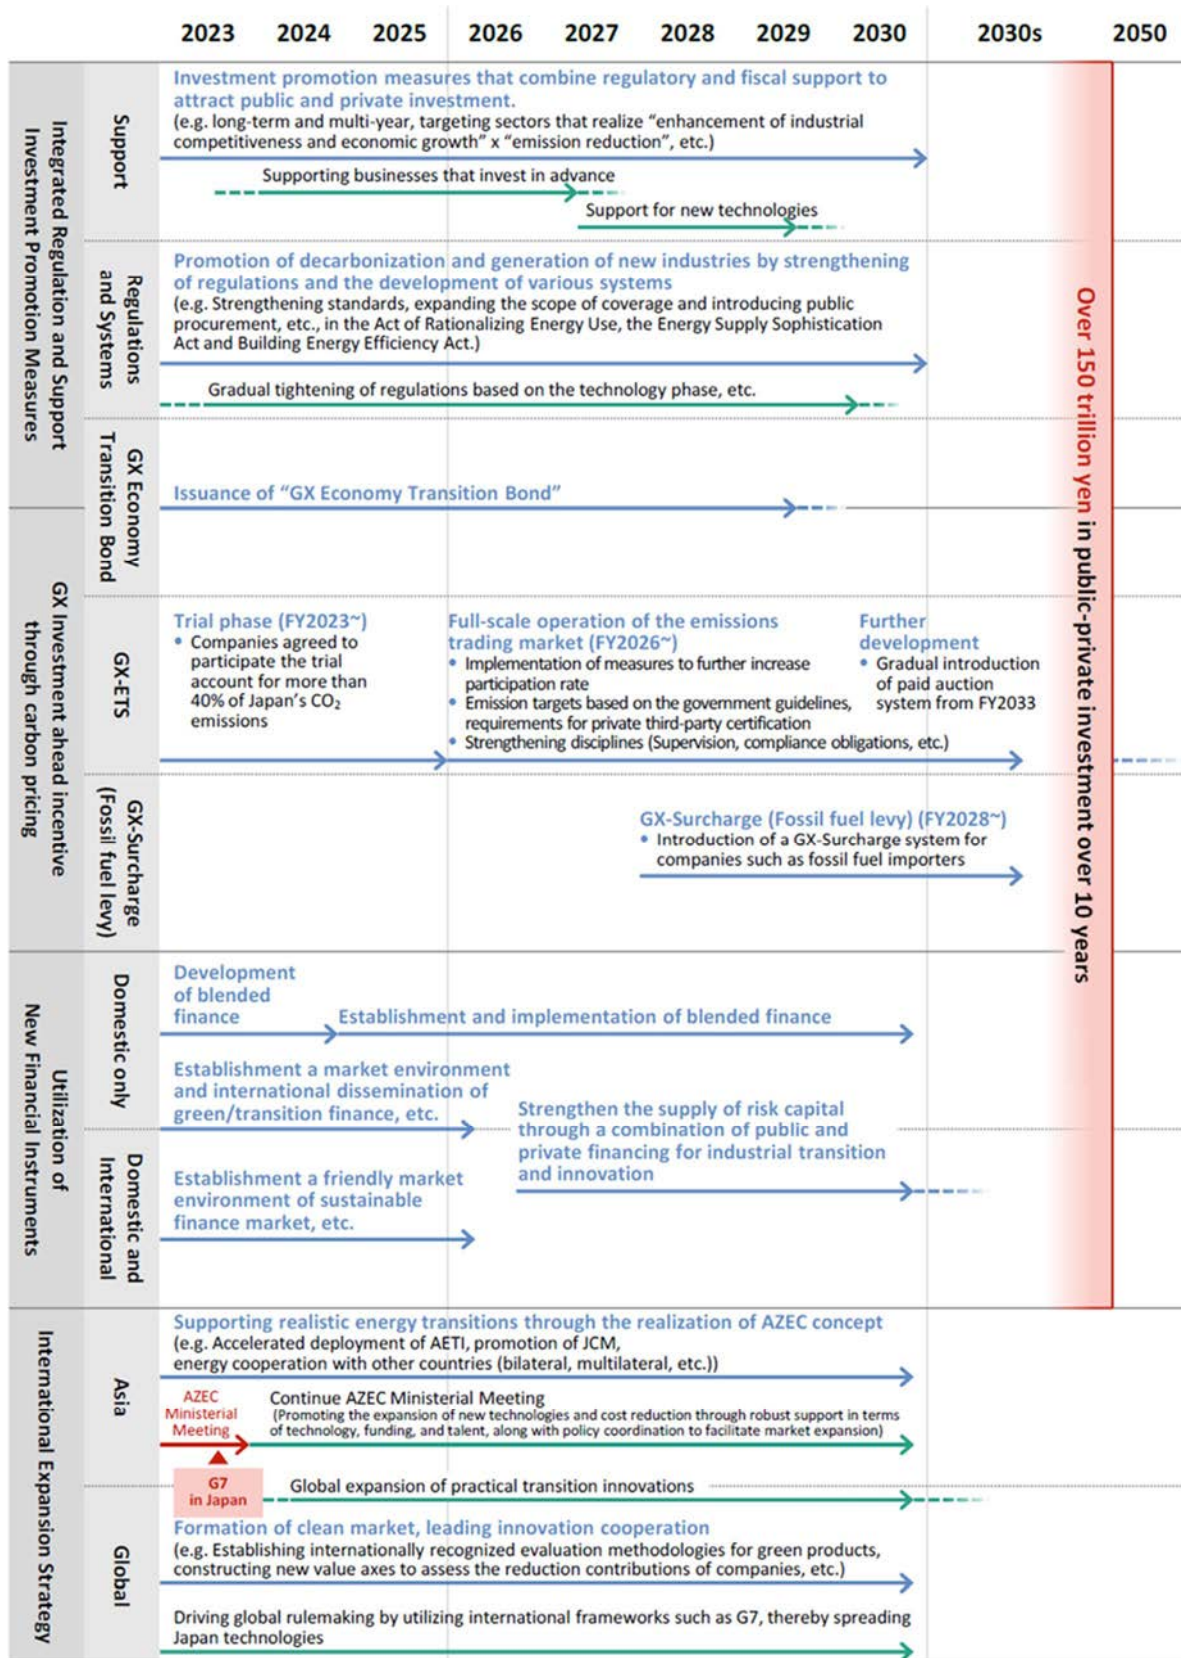 2023 2024 2025 2026 2027 2028 2029 2030 2030s 2050
Integrated Regulation and Support
Investment Promotion Measures
Support
Investment promotion measures that combine regulatory and fiscal support to
attract public and private investment.
(e.g. long-term and multi-year, targeting sectors that realize “enhancement of industrial
competitiveness and economic growth” x “emission reduction”, etc.)
Supporting businesses that invest in advance
Support for new technologies
Regulations
and Systems
Promotion of decarbonization and generation of new industries by strengthening
of regulations and the development of various systems
(e.g. Strengthening standards, expanding the scope of coverage and introducing public
procurement, etc., in the Act of Rationalizing Energy Use, the Energy Supply Sophistication
Act and Building Energy Efficiency Act.)
Gradual tightening of regulations based on the technology phase, etc.
GX Economy
Transition Bond
Issuance of “GX Economy Transition Bond”
GX Investment ahead incentive
through carbon pricing
GX-ETS
Trial phase (FY2023~)
• Companies agreed to
participate the trial
account for more than
40% of Japan’s CO₂
emissions
Full-scale operation of the emissions
trading market (FY2026~)
• Implementation of measures to further increase
participation rate
• Emission targets based on the government guidelines,
requirements for private third-party certification
• Strengthening disciplines (Supervision, compliance obligations, etc.)
Further
development
• Gradual introduction
of paid auction
system from FY2033
GX-Surcharge
(Fossil fuel levy)
GX-Surcharge (Fossil fuel levy) (FY2028~)
• Introduction of a GX-Surcharge system for
companies such as fossil fuel importers
Over 150 trillion yen in public-private investment over 10 years
Utilization of
New Financial Instruments
Domestic only
Development
of blended
finance
Establishment and implementation of blended finance
Establishment a market environment
and international dissemination of
green/transition finance, etc.
Strengthen the supply of risk capital
through a combination of public and
private financing for industrial transition
and innovation
Domestic and
International
Establishment a friendly market
environment of sustainable
finance market, etc.
International Expansion Strategy
Asia
Supporting realistic energy transitions through the realization of AZEC concept
(e.g. Accelerated deployment of AETI, promotion of JCM,
energy cooperation with other countries (bilateral, multilateral, etc.))
AZEC
Ministerial
Meeting
Continue AZEC Ministerial Meeting
(Promoting the expansion of new technologies and cost reduction through robust support in terms
of technology, funding, and talent, along with policy coordination to facilitate market expansion)
G7
in Japan
Global expansion of practical transition innovations
Global
Formation of clean market, leading innovation cooperation
(e.g. Establishing internationally recognized evaluation methodologies for green products,
constructing new value axes to assess the reduction contributions of companies, etc.)
Driving global rulemaking by utilizing international frameworks such as G7, thereby spreading
Japan technologies